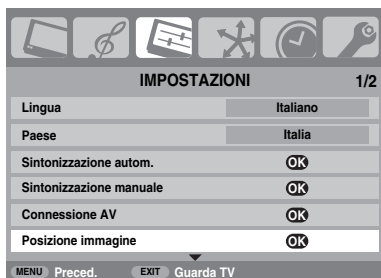 IMPOSTAZIONI 1/2
Lingua Italiano
Paese Italia
Sintonizzazione autom. OK
Sintonizzazione manuale OK
Connessione AV OK
Posizione immagine OK
MENU Preced. EXIT Guarda TV